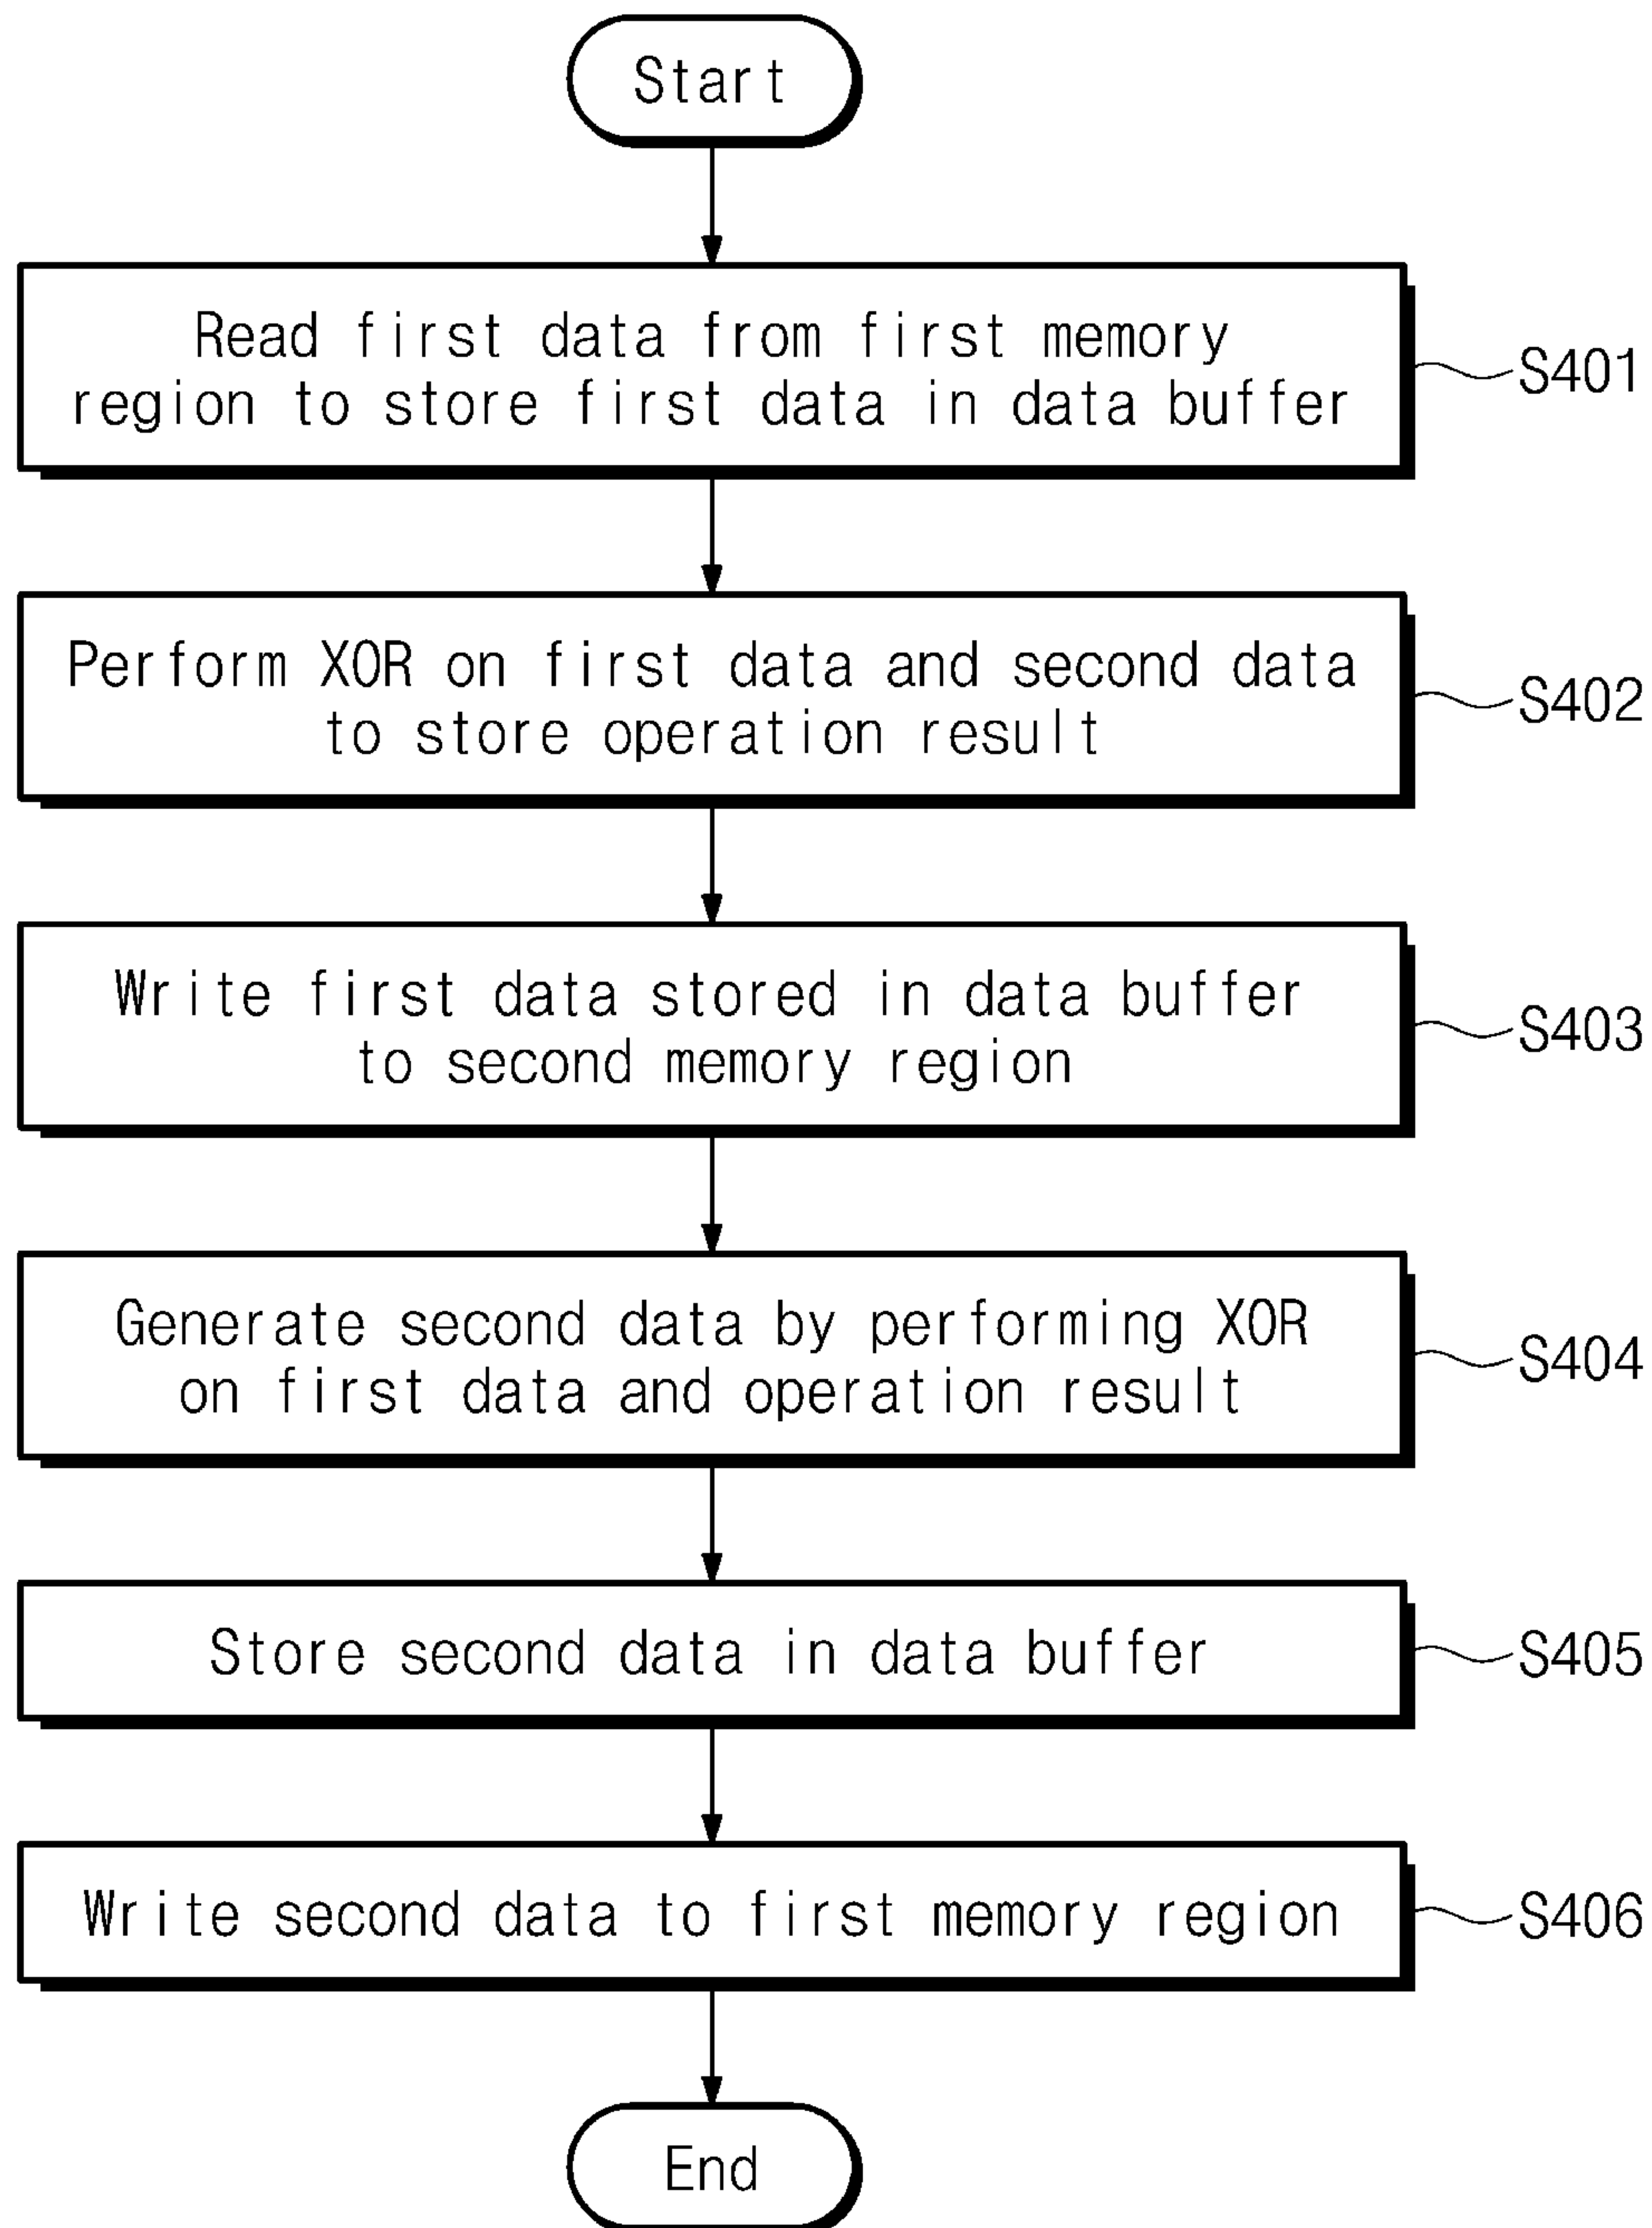 Start
Read first data from first memory
region to store first data in data buffer
S401
Perform XOR on first data and second data
to store operation result
S402
Write first data stored in data buffer
to second memory region
S403
Generate second data by performing XOR
on first data and operation result
S404
Store second data in data buffer
S405
Write second data to first memory region
S406
End